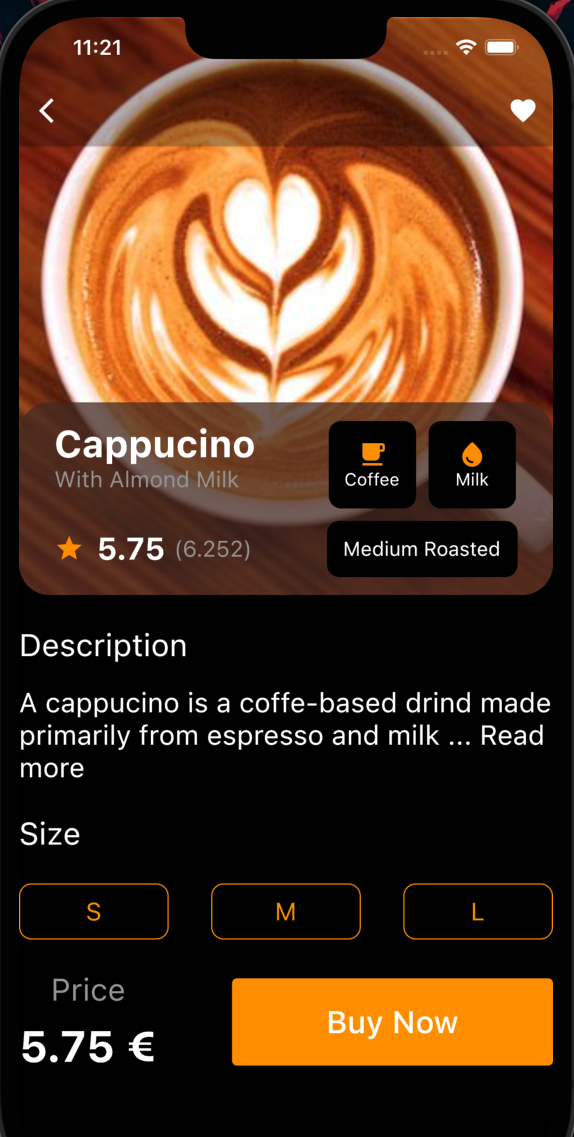 11:21
Cappucino
With Almond Milk
Coffee
Milk
5.75 (6.252)
Medium Roasted
Description
A cappucino is a coffe-based drind made
primarily from espresso and milk ... Read
more
Size
S M L
Price
5.75 €
Buy Now